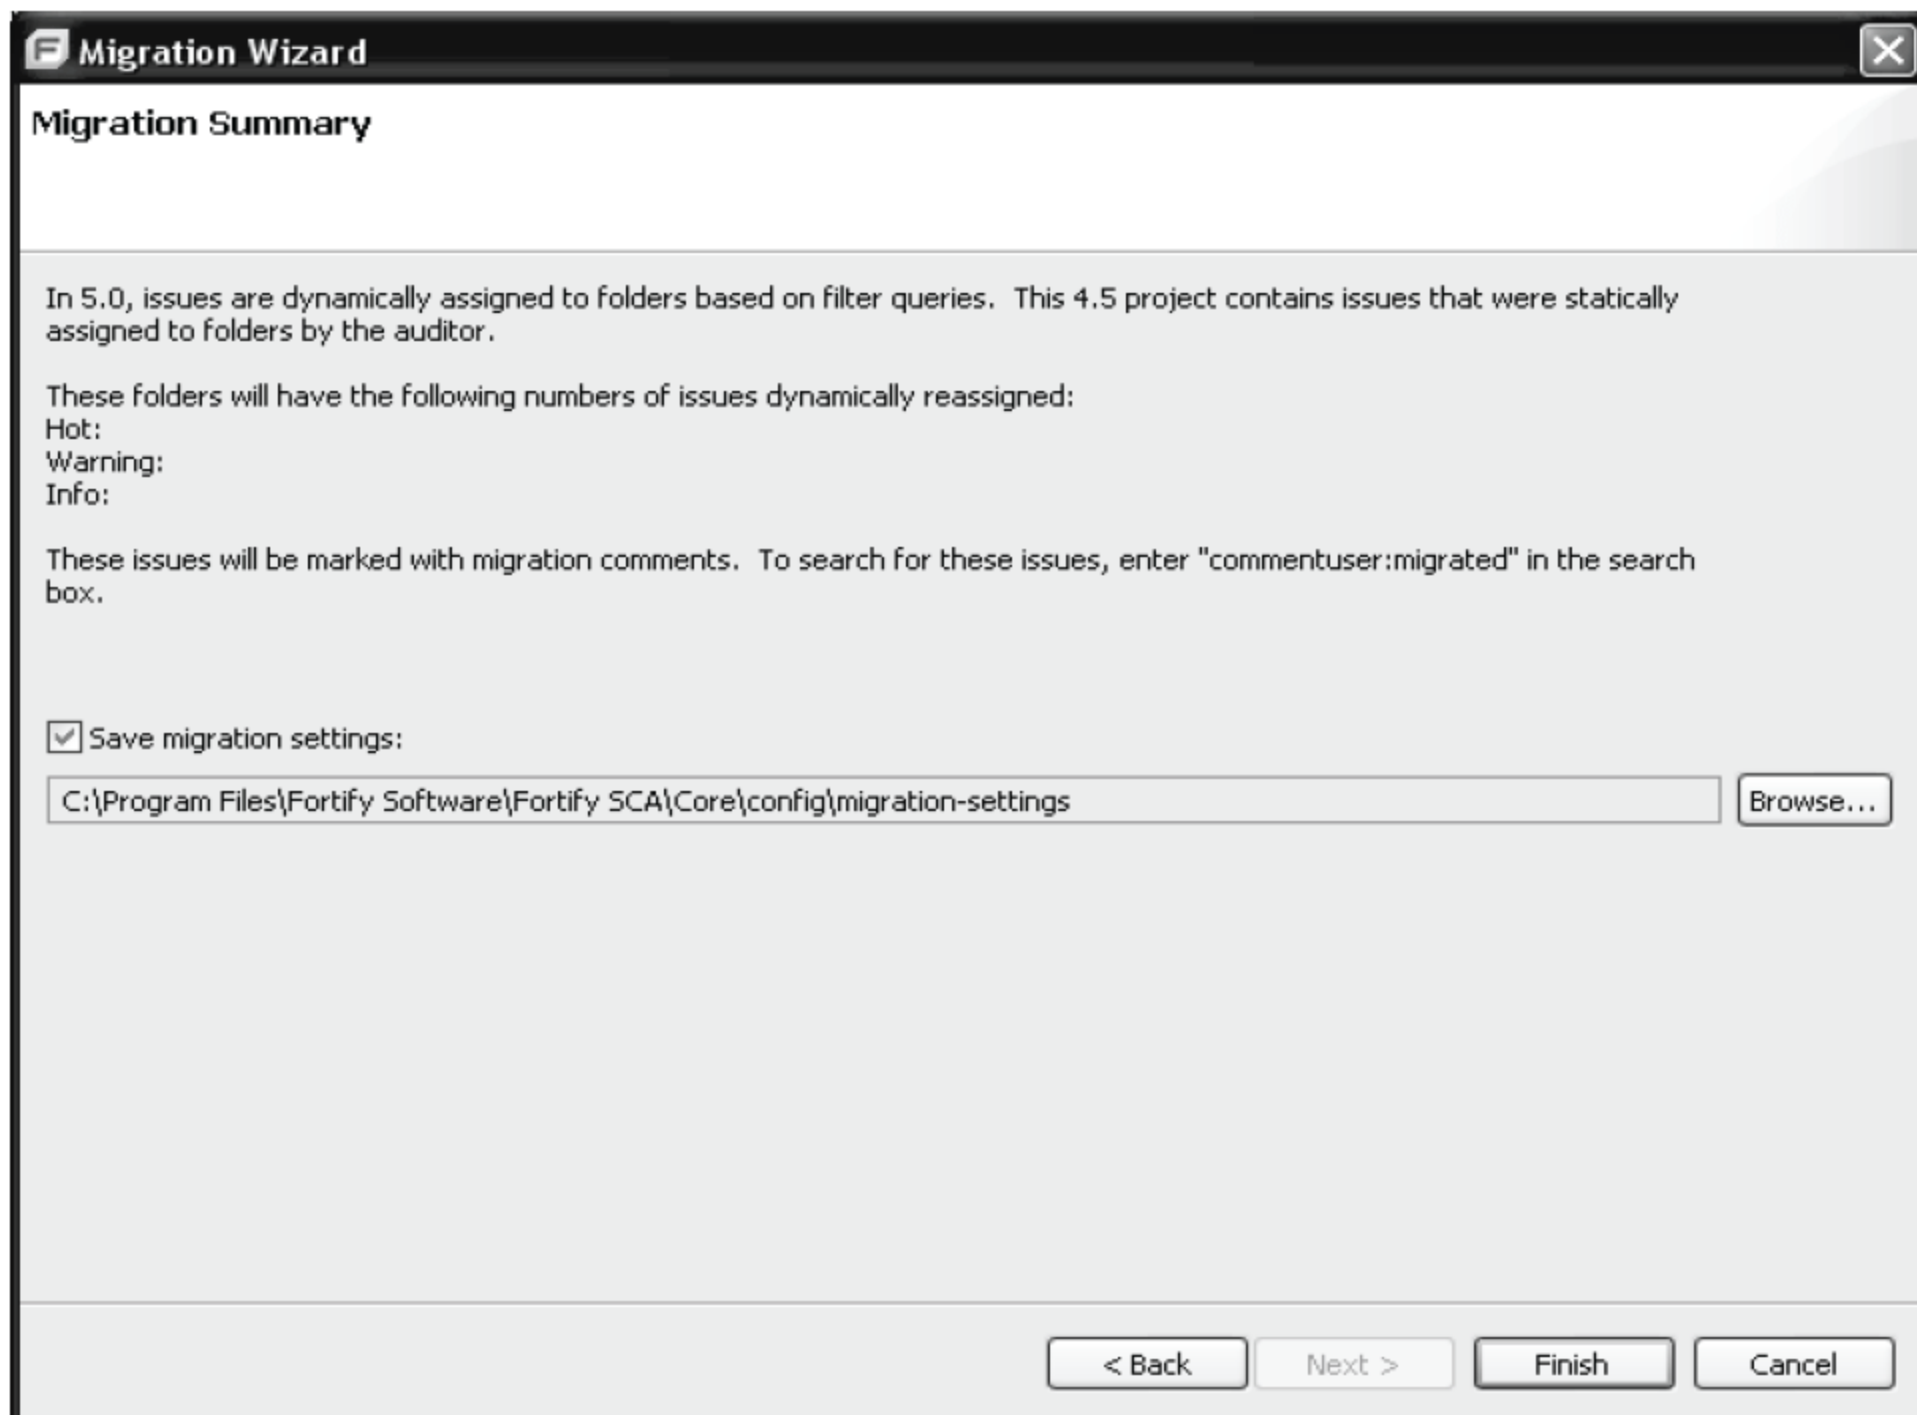 Migration Wizard
Migration Summary
In 5.0, issues are dynamically assigned to folders based on filter queries.  This 4.5 project contains issues that were statically
assigned to folders by the auditor.
These folders will have the following numbers of issues dynamically reassigned:
Hot:
Warning:
Info:
These issues will be marked with migration comments.  To search for these issues, enter "commentuser:migrated" in the search
box.
Save migration settings:
C:\Program Files\Fortify Software\Fortify SCA\Core\config\migration-settings
Browse...
< Back
Next >
Finish
Cancel